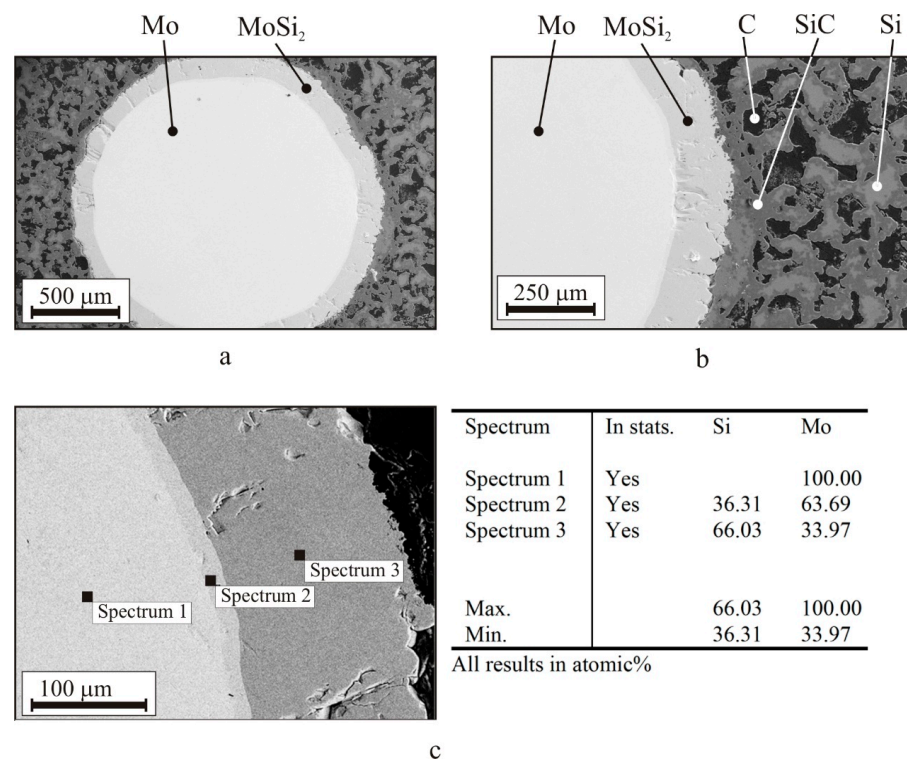 Mo MoSi₂
500 μm
a
Mo MoSi₂ C SiC Si
250 μm
b
Spectrum 1
Spectrum 2
Spectrum 3
100 μm
Spectrum In stats. Si Mo
Spectrum 1 Yes 100.00
Spectrum 2 Yes 36.31 63.69
Spectrum 3 Yes 66.03 33.97
Max. 66.03 100.00
Min. 36.31 33.97
All results in atomic%
c